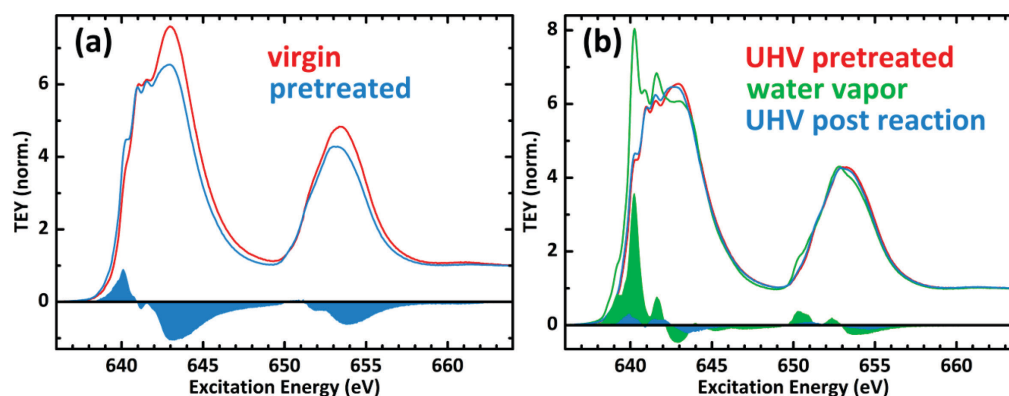 (a)
virgin
pretreated
TEY (norm.)
6
4
2
0
640 645 650 655 660
Excitation Energy (eV)
(b)
UHV pretreated
water vapor
UHV post reaction
TEY (norm.)
8
6
4
2
0
640 645 650 655 660
Excitation Energy (eV)